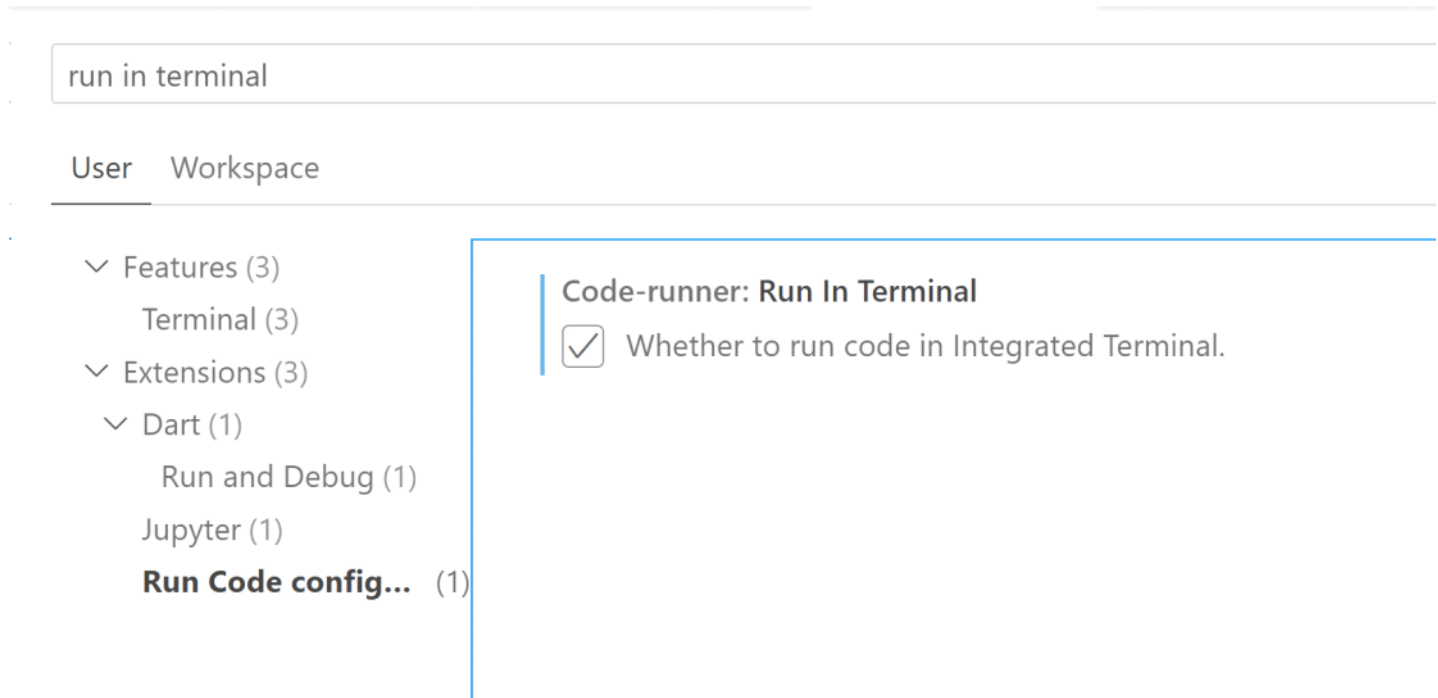 run in terminal
User Workspace
Features (3)
Terminal (3)
Extensions (3)
Dart (1)
Run and Debug (1)
Jupyter (1)
Run Code config... (1)
Code-runner: Run In Terminal
Whether to run code in Integrated Terminal.